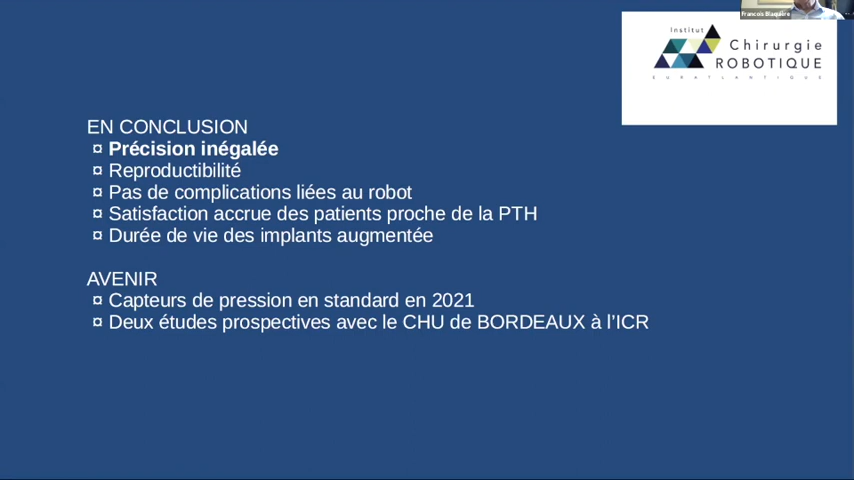 Francois Blaquière
Institut
Chirurgie
ROBOTIQUE
EURATLANTIQUE
EN CONCLUSION
¤ Précision inégalée
¤ Reproductibilité
¤ Pas de complications liées au robot
¤ Satisfaction accrue des patients proche de la PTH
¤ Durée de vie des implants augmentée
AVENIR
¤ Capteurs de pression en standard en 2021
¤ Deux études prospectives avec le CHU de BORDEAUX à l’ICR